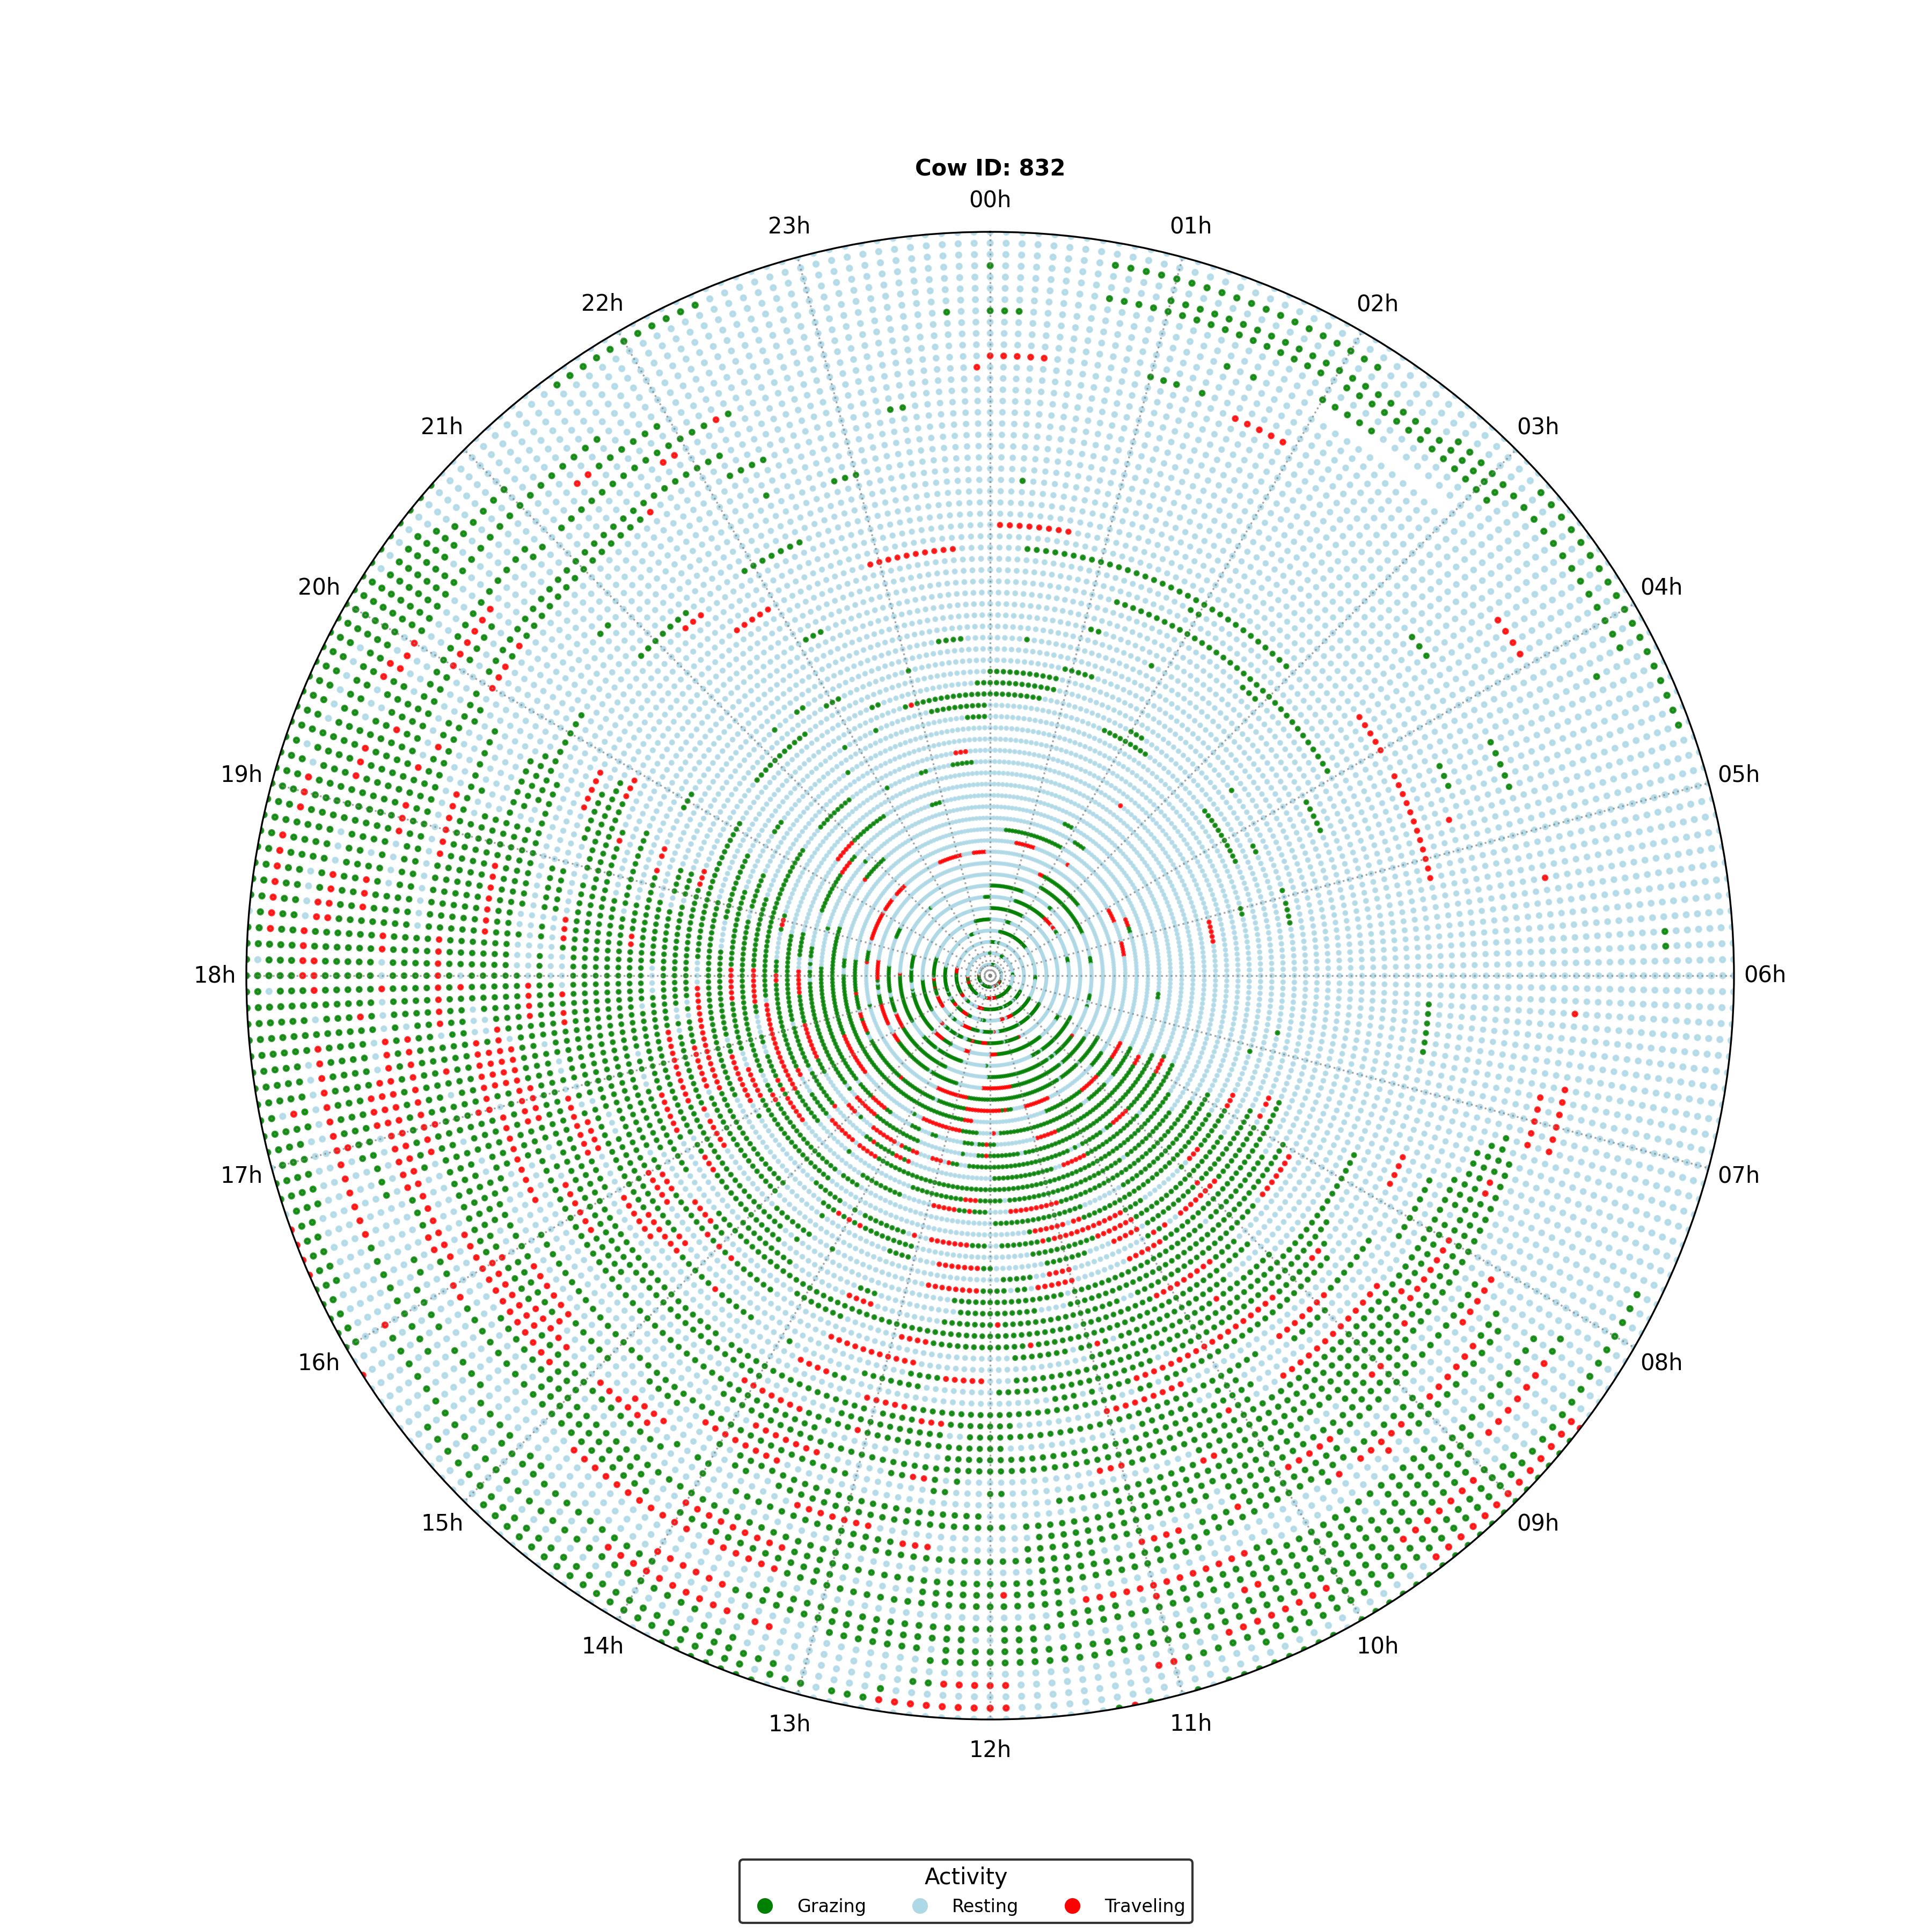 Cow ID: 832
00h
23h
01h
22h
02h
21h
03h
20h
04h
19h
05h
18h
06h
17h
07h
16h
08h
15h
09h
14h
10h
13h
11h
12h
Activity
Grazing Resting Traveling